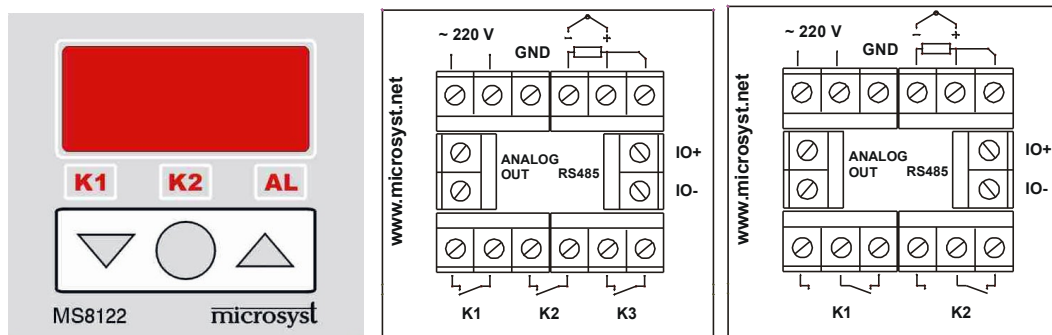 K1 K2 AL
MS8122 microsyst
www.microsyst.net
~ 220 V
GND
− +
ANALOG OUT
RS485
IO+
IO-
K1 K2 K3
www.microsyst.net
~ 220 V
GND
− +
ANALOG OUT
RS485
IO+
IO-
K1 K2